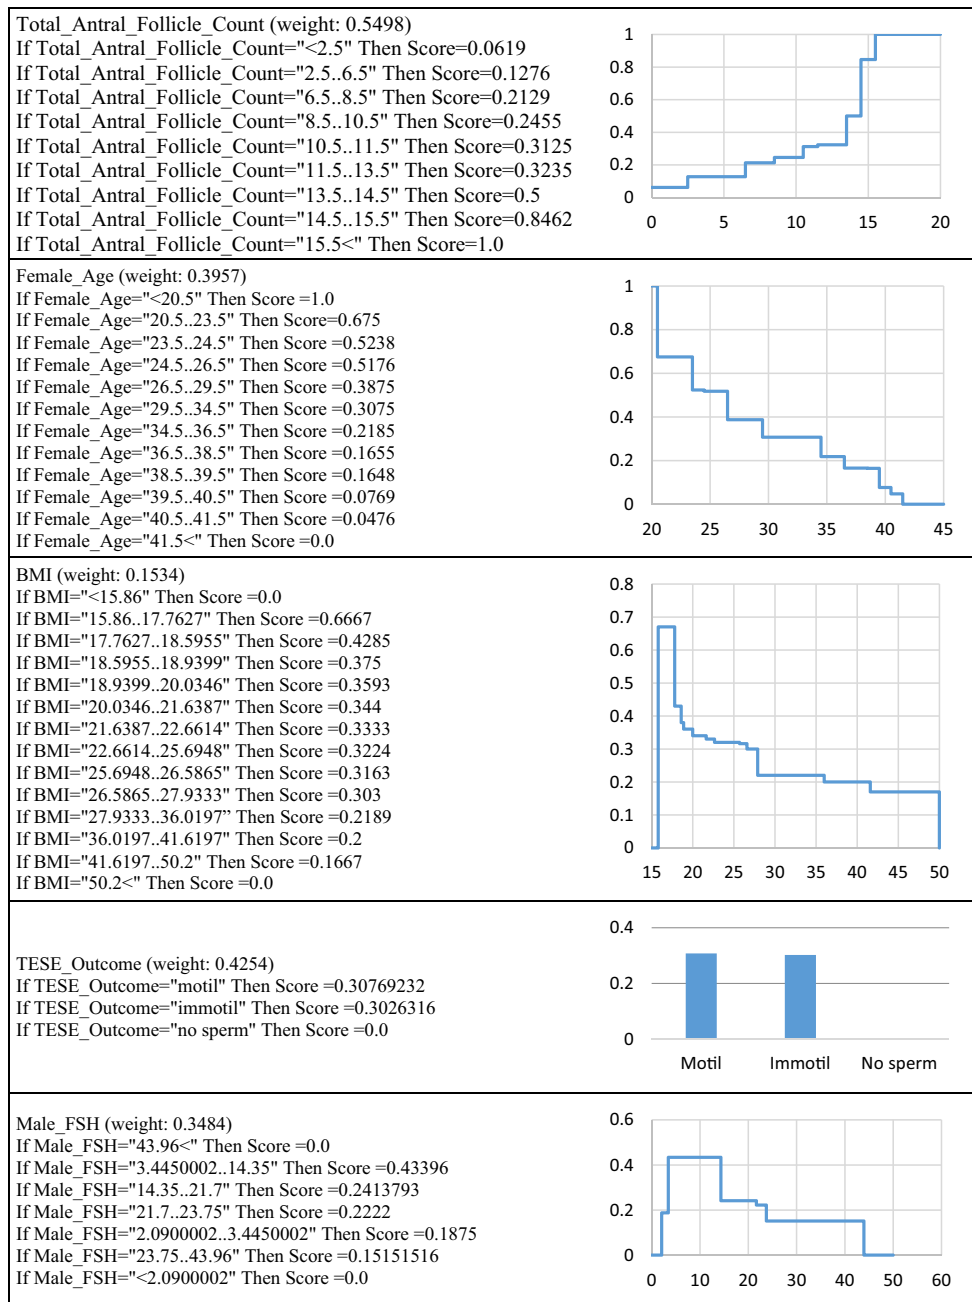 Total_Antral_Follicle_Count (weight: 0.5498)
If Total_Antral_Follicle_Count="<2.5" Then Score=0.0619
If Total_Antral_Follicle_Count="2.5..6.5" Then Score=0.1276
If Total_Antral_Follicle_Count="6.5..8.5" Then Score=0.2129
If Total_Antral_Follicle_Count="8.5..10.5" Then Score=0.2455
If Total_Antral_Follicle_Count="10.5..11.5" Then Score=0.3125
If Total_Antral_Follicle_Count="11.5..13.5" Then Score=0.3235
If Total_Antral_Follicle_Count="13.5..14.5" Then Score=0.5
If Total_Antral_Follicle_Count="14.5..15.5" Then Score=0.8462
If Total_Antral_Follicle_Count="15.5<" Then Score=1.0
1
0.8
0.6
0.4
0.2
0
0 5 10 15 20
Female_Age (weight: 0.3957)
If Female_Age="<20.5" Then Score =1.0
If Female_Age="20.5..23.5" Then Score=0.675
If Female_Age="23.5..24.5" Then Score =0.5238
If Female_Age="24.5..26.5" Then Score =0.5176
If Female_Age="26.5..29.5" Then Score =0.3875
If Female_Age="29.5..34.5" Then Score =0.3075
If Female_Age="34.5..36.5" Then Score =0.2185
If Female_Age="36.5..38.5" Then Score =0.1655
If Female_Age="38.5..39.5" Then Score =0.1648
If Female_Age="39.5..40.5" Then Score =0.0769
If Female_Age="40.5..41.5" Then Score =0.0476
If Female_Age="41.5<" Then Score =0.0
1
0.8
0.6
0.4
0.2
0
20 25 30 35 40 45
BMI (weight: 0.1534)
If BMI="<15.86" Then Score =0.0
If BMI="15.86..17.7627" Then Score =0.6667
If BMI="17.7627..18.5955" Then Score =0.4285
If BMI="18.5955..18.9399" Then Score =0.375
If BMI="18.9399..20.0346" Then Score =0.3593
If BMI="20.0346..21.6387" Then Score =0.344
If BMI="21.6387..22.6614" Then Score =0.3333
If BMI="22.6614..25.6948" Then Score =0.3224
If BMI="25.6948..26.5865" Then Score =0.3163
If BMI="26.5865..27.9333" Then Score =0.303
If BMI="27.9333..36.0197” Then Score =0.2189
If BMI="36.0197..41.6197" Then Score =0.2
If BMI="41.6197..50.2" Then Score =0.1667
If BMI="50.2<" Then Score =0.0
0.8
0.7
0.6
0.5
0.4
0.3
0.2
0.1
0
15 20 25 30 35 40 45 50
TESE_Outcome (weight: 0.4254)
If TESE_Outcome="motil" Then Score =0.30769232
If TESE_Outcome="immotil" Then Score =0.3026316
If TESE_Outcome="no sperm" Then Score =0.0
0.4
0.2
0
Motil Immotil No sperm
Male_FSH (weight: 0.3484)
If Male_FSH="43.96<" Then Score =0.0
If Male_FSH="3.4450002..14.35" Then Score =0.43396
If Male_FSH="14.35..21.7" Then Score =0.2413793
If Male_FSH="21.7..23.75" Then Score =0.2222
If Male_FSH="2.0900002..3.4450002" Then Score =0.1875
If Male_FSH="23.75..43.96" Then Score =0.15151516
If Male_FSH="<2.0900002" Then Score =0.0
0.6
0.4
0.2
0
0 10 20 30 40 50 60